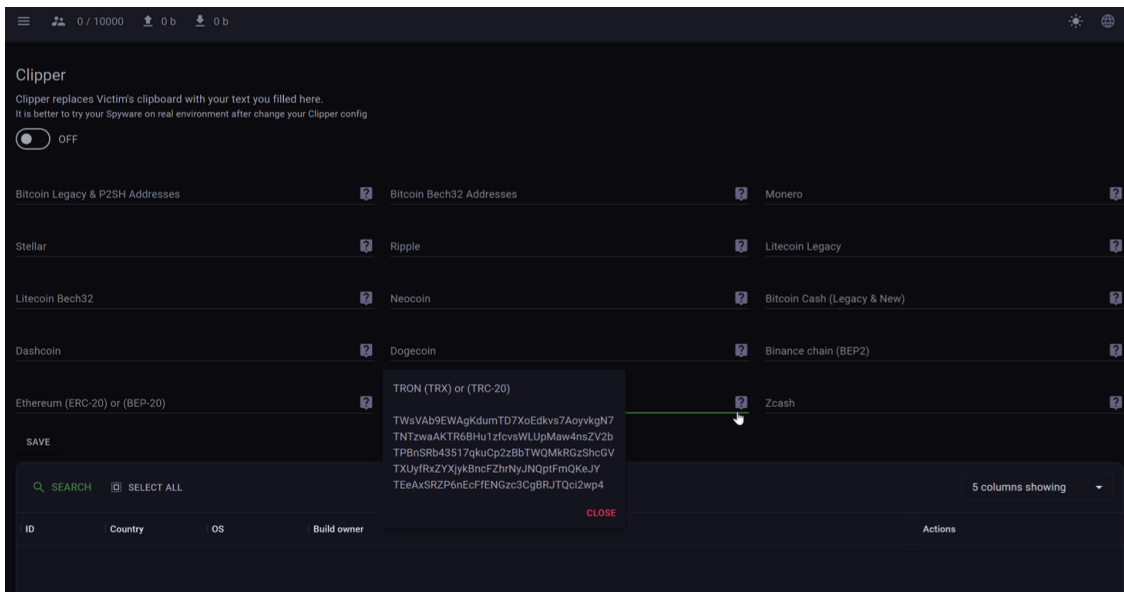 0 / 10000 0 b 0 b
Clipper
Clipper replaces Victim's clipboard with your text you filled here.
It is better to try your Spyware on real environment after change your Clipper config
OFF
Bitcoin Legacy & P2SH Addresses
Bitcoin Bech32 Addresses
Monero
Stellar
Ripple
Litecoin Legacy
Litecoin Bech32
Neocoin
Bitcoin Cash (Legacy & New)
Dashcoin
Dogecoin
Binance chain (BEP2)
Ethereum (ERC-20) or (BEP-20)
TRON (TRX) or (TRC-20)
TWsVAb9EWAgKdumTD7XoEdkvs7AoyvkgN7
TNTzwaAKTR6BHu1zfcvsWLUpMaw4nsZV2b
TPBnSRb43517qkuCp2zBbTWQMkRGzShcGV
TXUyfRxZYXjykBncFZhrNyJNQptFmQKeJY
TEeAxSRZP6nEcFfENGzc3CgBRJTQci2wp4
CLOSE
Zcash
SAVE
SEARCH
SELECT ALL
5 columns showing
ID
Country
OS
Build owner
Actions